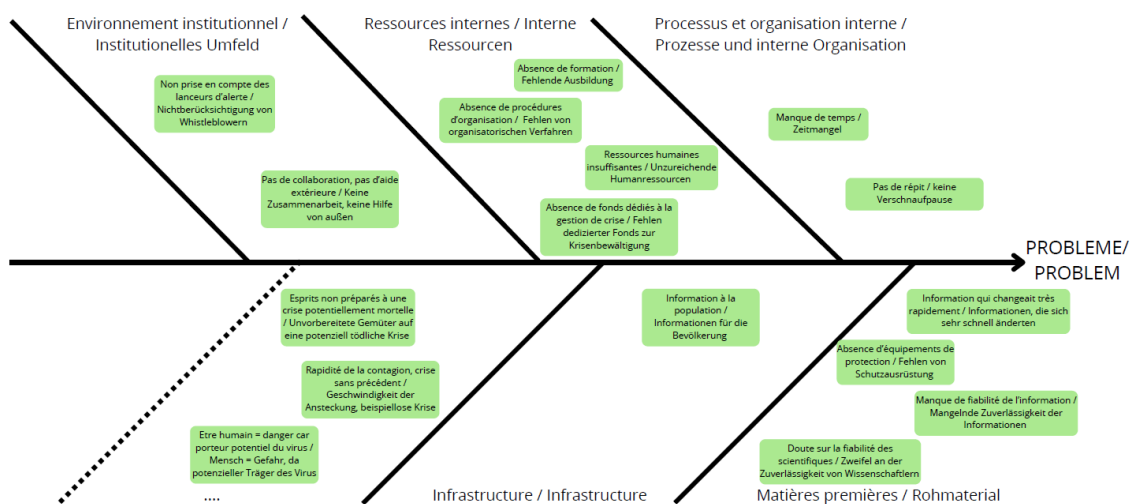 Environnement institutionnel /
Institutionelles Umfeld
Ressources internes / Interne
Ressourcen
Processus et organisation interne /
Prozesse und interne Organisation
Non prise en compte des
lanceurs d'alerte /
Nichtberücksichtigung von
Whistleblowern
Pas de collaboration, pas d'aide
extérieure / Keine
Zusammenarbeit, keine Hilfe
von außen
Absence de formation /
Fehlende Ausbildung
Absence de procédures
d'organisation / Fehlen von
organisatorischen Verfahren
Ressources humaines
insuffisantes / Unzureichende
Humanressourcen
Absence de fonds dédiés à la
gestion de crise / Fehlen
dedizierter Fonds zur
Krisenbewältigung
Manque de temps /
Zeitmangel
Pas de répit / keine
Verschnaufpause
PROBLEME/
PROBLEM
Esprits non préparés à une
crise potentiellement mortelle
/ Unvorbereitete Gemüter auf
eine potenziell tödliche Krise
Rapidité de la contagion, crise
sans précédent /
Geschwindigkeit der
Ansteckung, beispiellose Krise
Etre humain = danger car
porteur potentiel du virus /
Mensch = Gefahr, da
potenzieller Träger des Virus
....
Information à la
population /
Informationen für die
Bevölkerung
Infrastructure / Infrastructure
Information qui changeait très
rapidement / Informationen, die sich
sehr schnell änderten
Absence d'équipements de
protection / Fehlen von
Schutzausrüstung
Manque de fiabilité de l'information /
Mangelnde Zuverlässigkeit der
Informationen
Doute sur la fiabilité des
scientifiques / Zweifel an der
Zuverlässigkeit von Wissenschaftlern
Matières premières / Rohmaterial